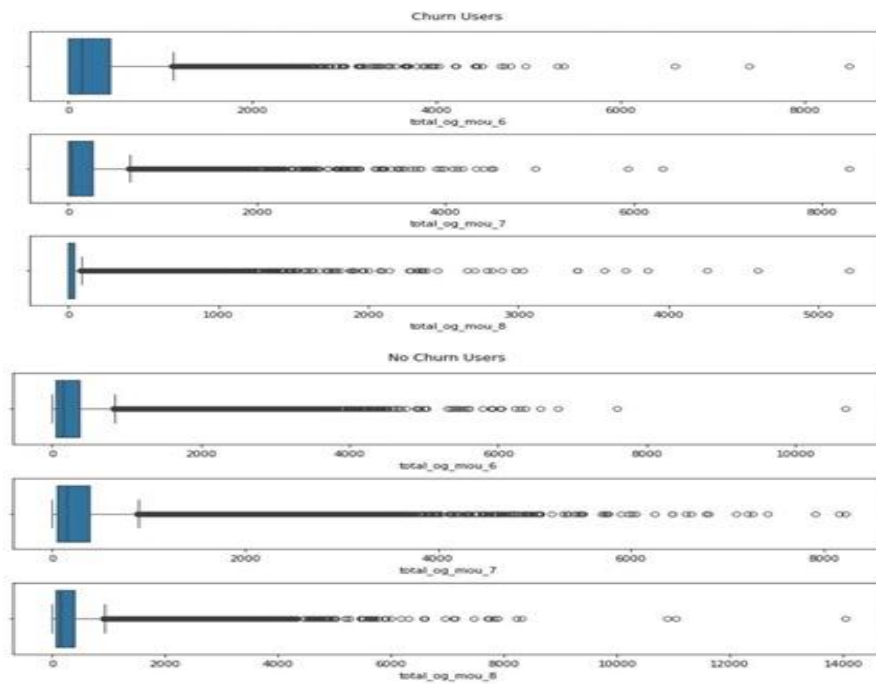 Churn Users
0 2000 4000 6000 8000
total_og_mou_6
0 2000 4000 6000 8000
total_og_mou_7
0 1000 2000 3000 4000 5000
total_og_mou_8
No Churn Users
0 2000 4000 6000 8000 10000
total_og_mou_6
0 2000 4000 6000 8000
total_og_mou_7
0 2000 4000 6000 8000 10000 12000 14000
total_og_mou_8